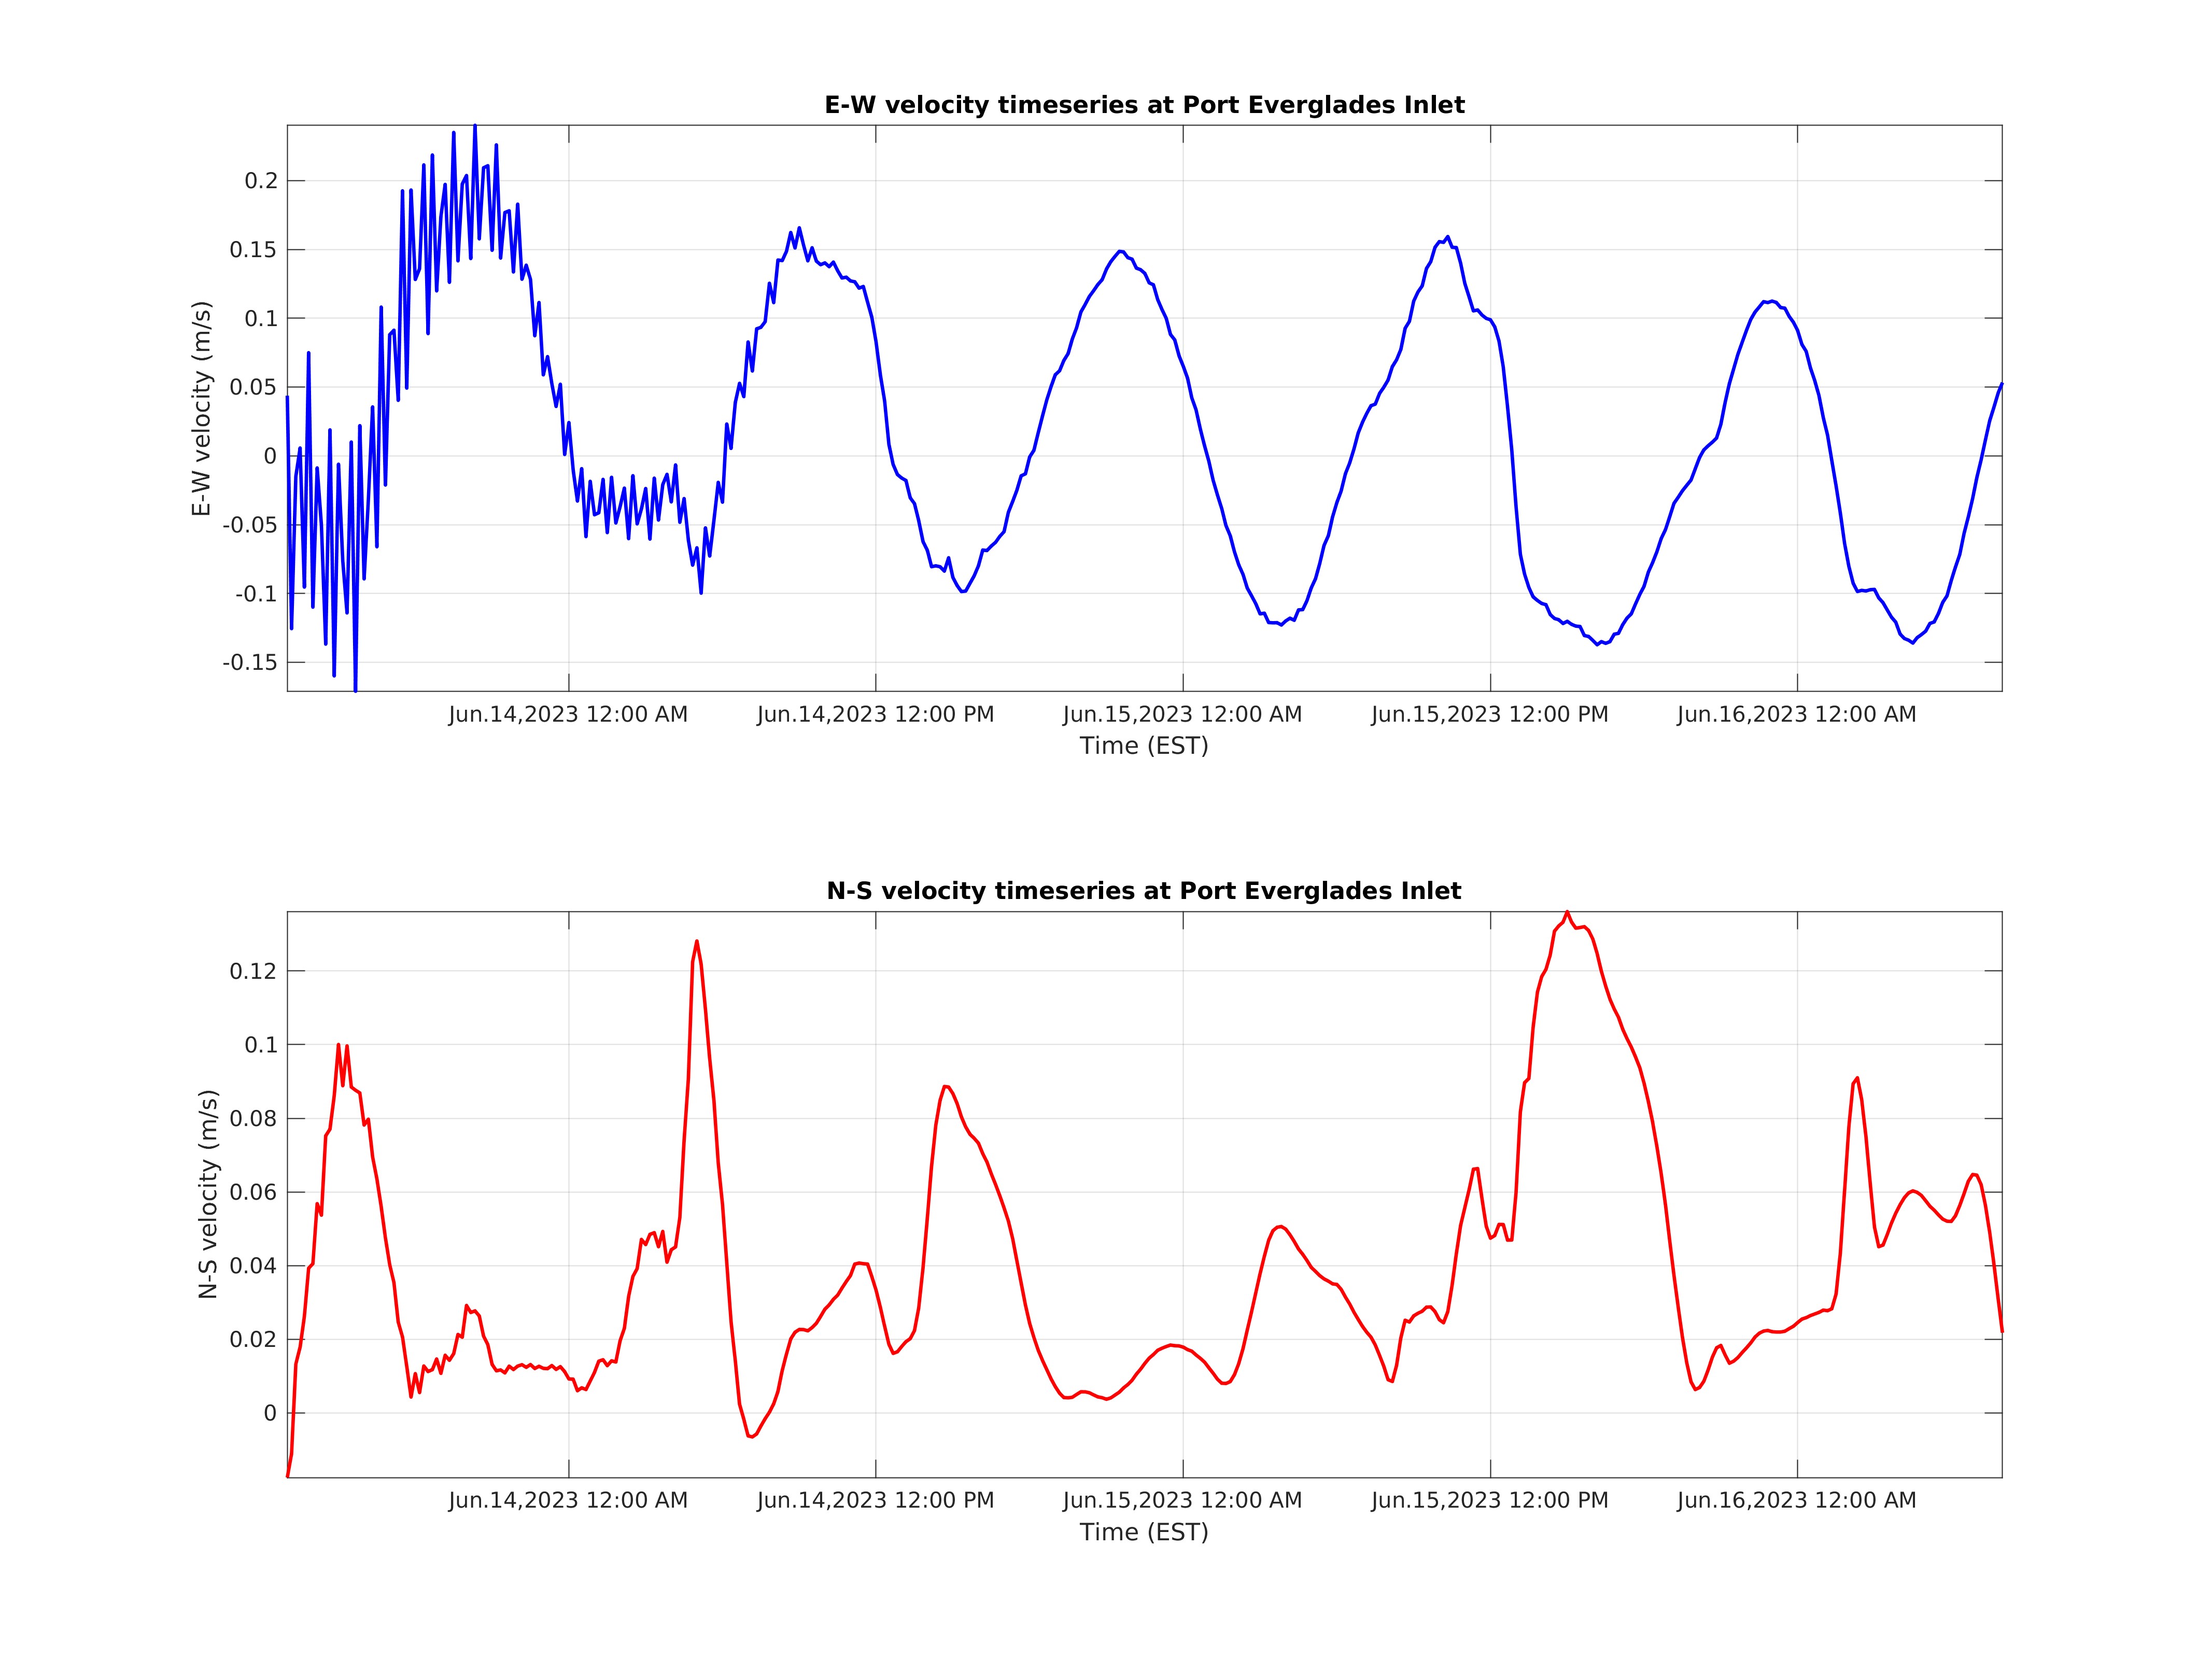 E-W velocity timeseries at Port Everglades Inlet
E-W velocity (m/s)
0.2
0.15
0.1
0.05
0
-0.05
-0.1
-0.15
Jun.14,2023 12:00 AM
Jun.14,2023 12:00 PM
Jun.15,2023 12:00 AM
Jun.15,2023 12:00 PM
Jun.16,2023 12:00 AM
Time (EST)
N-S velocity timeseries at Port Everglades Inlet
N-S velocity (m/s)
0.12
0.1
0.08
0.06
0.04
0.02
0
Jun.14,2023 12:00 AM
Jun.14,2023 12:00 PM
Jun.15,2023 12:00 AM
Jun.15,2023 12:00 PM
Jun.16,2023 12:00 AM
Time (EST)